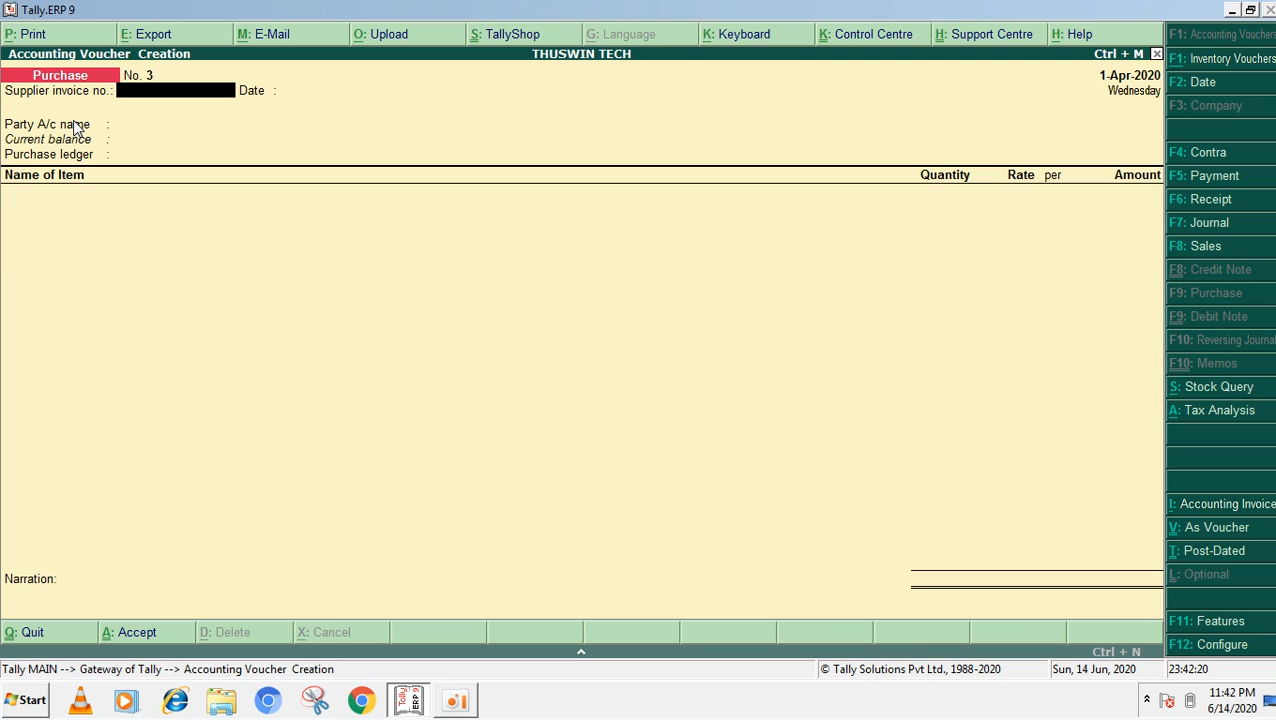 Tally.ERP 9
P: Print E: Export M: E-Mail O: Upload S: TallyShop G: Language K: Keyboard K: Control Centre H: Support Centre H: Help
Accounting Voucher Creation THUSWIN TECH Ctrl + M
Purchase No. 3 1-Apr-2020
Supplier invoice no.: Date : Wednesday
Party A/c name :
Current balance :
Purchase ledger :
Name of Item Quantity Rate per Amount
Narration:
Q: Quit A: Accept D: Delete X: Cancel
Ctrl + N
F1: Accounting Vouchers
F1: Inventory Vouchers
F2: Date
F3: Company
F4: Contra
F5: Payment
F6: Receipt
F7: Journal
F8: Sales
F8: Credit Note
F9: Purchase
F9: Debit Note
F10: Reversing Journal
F10: Memos
S: Stock Query
A: Tax Analysis
I: Accounting Invoice
V: As Voucher
T: Post-Dated
L: Optional
F11: Features
F12: Configure
Tally MAIN --> Gateway of Tally --> Accounting Voucher Creation © Tally Solutions Pvt Ltd., 1988-2020 Sun, 14 Jun, 2020 23:42:20
Start Tally ERP 9 11:42 PM
6/14/2020